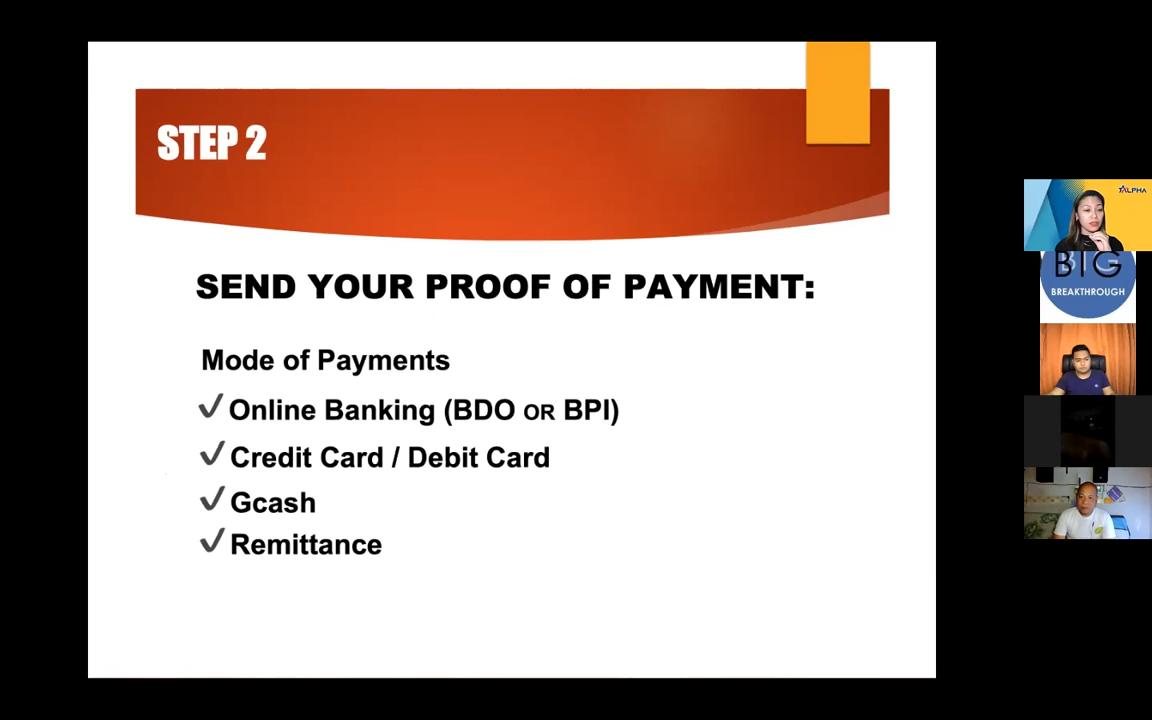 STEP 2
SEND YOUR PROOF OF PAYMENT:
Mode of Payments
Online Banking (BDO OR BPI)
Credit Card / Debit Card
Gcash
Remittance
ALPHA
BTG
BREAKTHROUGH